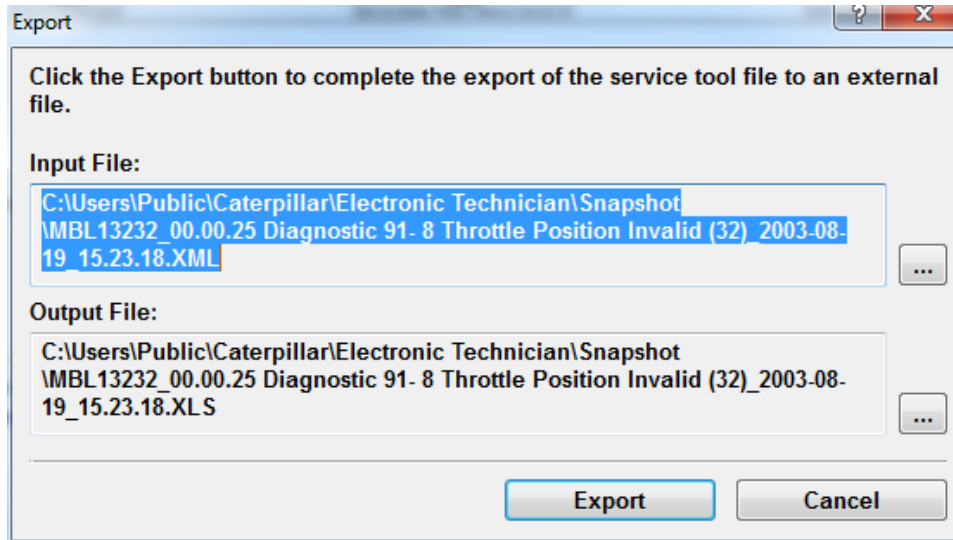 Export
Click the Export button to complete the export of the service tool file to an external
file.
Input File:
C:\Users\Public\Caterpillar\Electronic Technician\Snapshot
\MBL13232_00.00.25 Diagnostic 91- 8 Throttle Position Invalid (32)_2003-08-
19_15.23.18.XML
...
Output File:
C:\Users\Public\Caterpillar\Electronic Technician\Snapshot
\MBL13232_00.00.25 Diagnostic 91- 8 Throttle Position Invalid (32)_2003-08-
19_15.23.18.XLS
...
Export Cancel